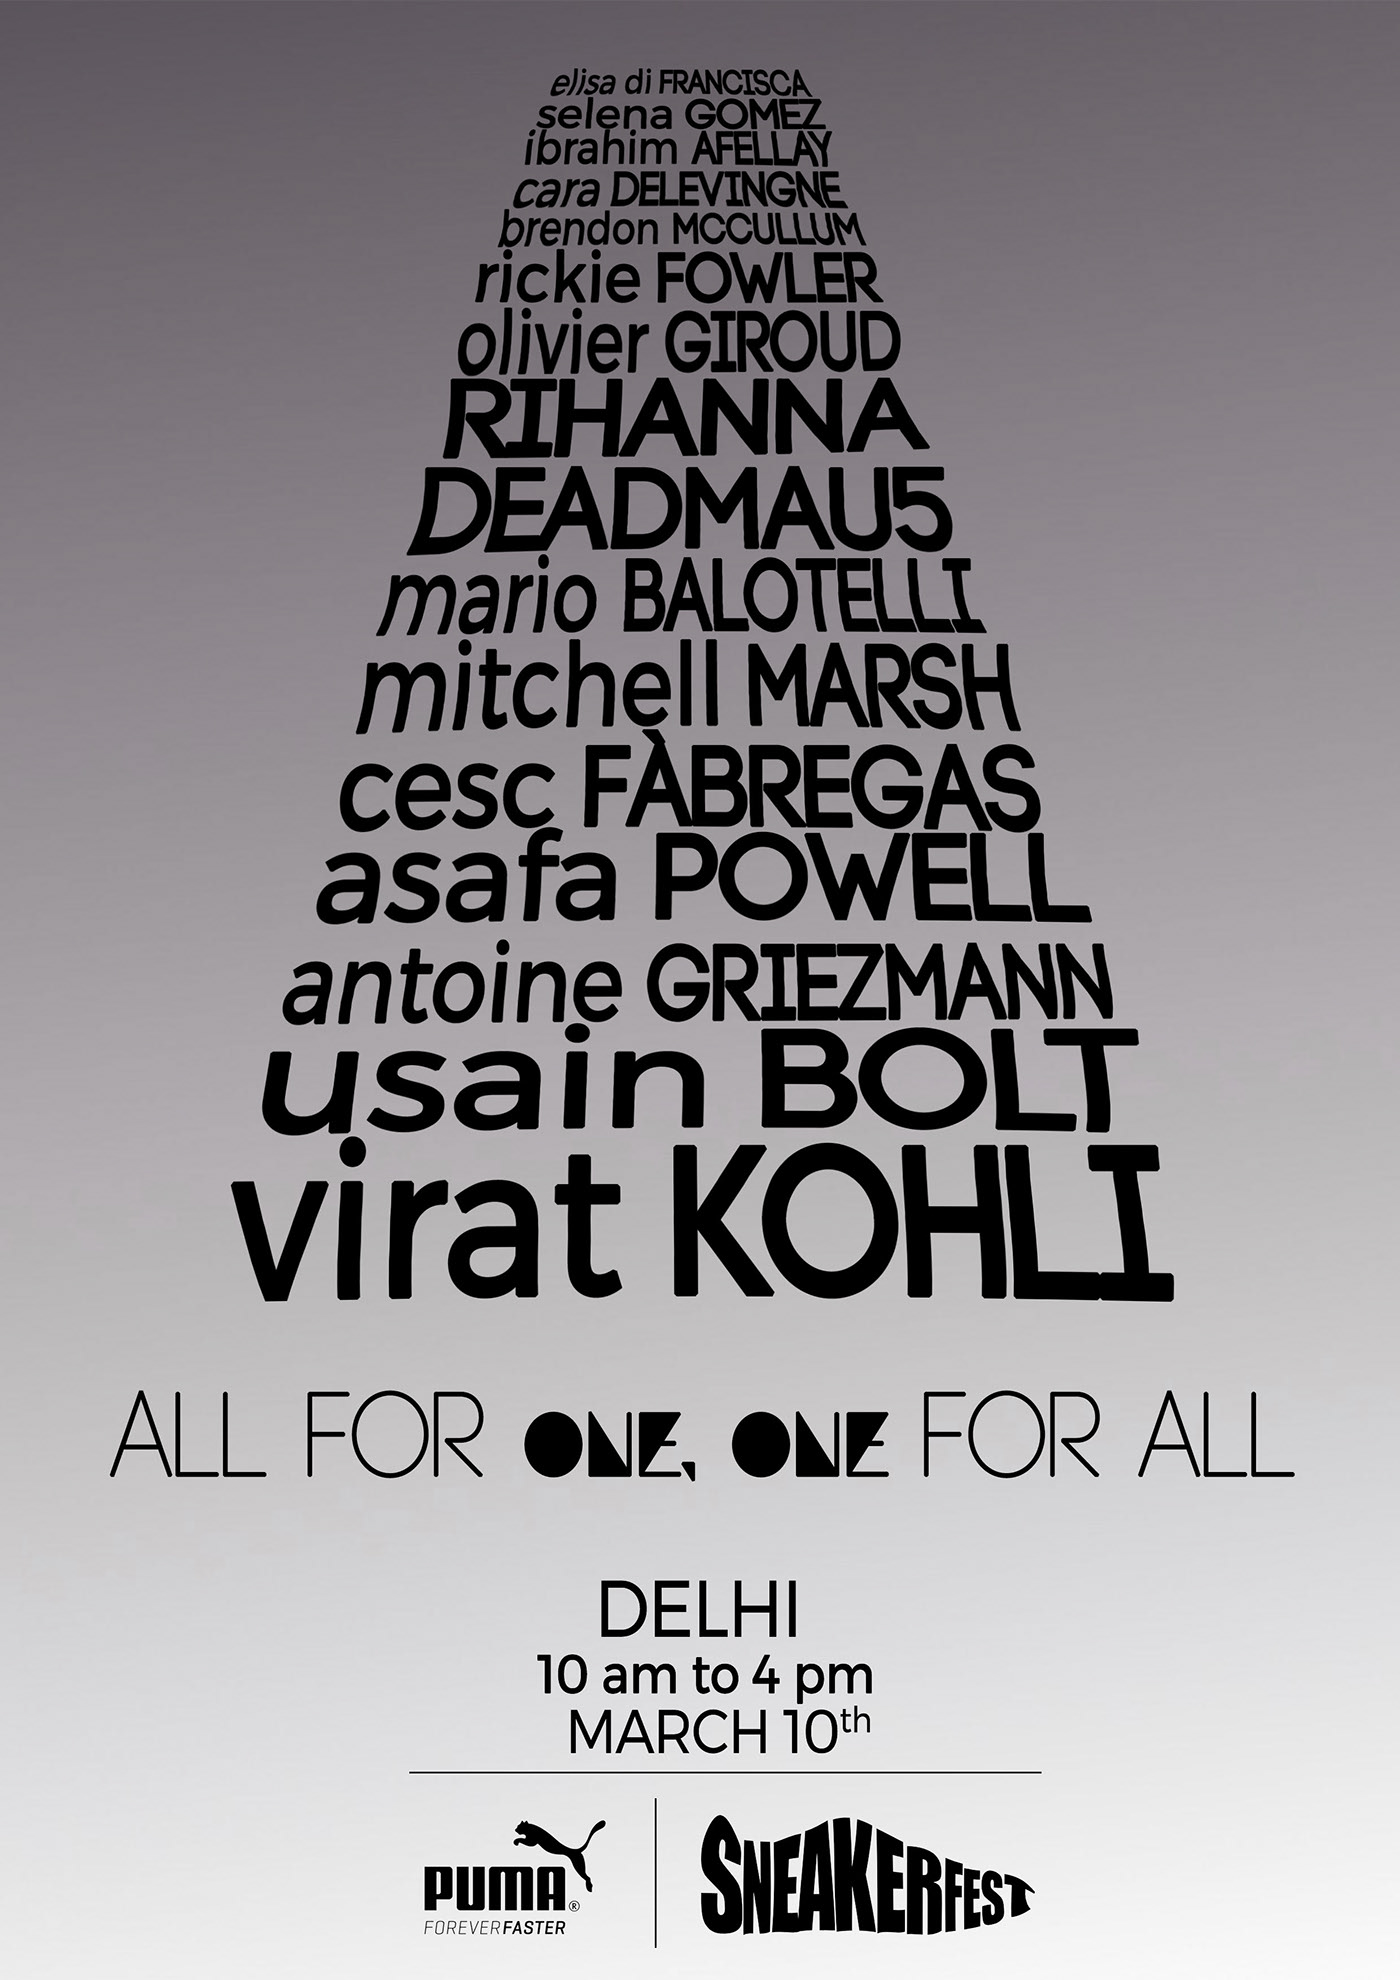 elisa di FRANCISCA
selena GOMEZ
ibrahim AFELLAY
cara DELEVINGNE
brendon MCCULLUM
rickie FOWLER
olivier GIROUD
RIHANNA
DEADMAU5
mario BALOTELLI
mitchell MARSH
cesc FÀBREGAS
asafa POWELL
antoine GRIEZMANN
usain BOLT
virat KOHLI
ALL FOR ONE, ONE FOR ALL
DELHI
10 am to 4 pm
MARCH 10th
PUMA®
FOREVER FASTER
SNEAKERFEST